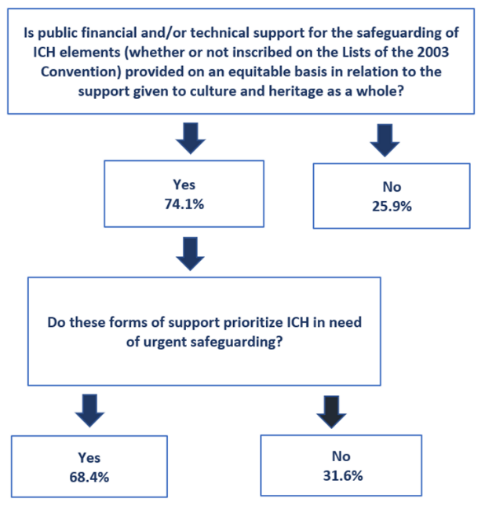 Is public financial and/or technical support for the safeguarding of
ICH elements (whether or not inscribed on the Lists of the 2003
Convention) provided on an equitable basis in relation to the
support given to culture and heritage as a whole?
Yes
74.1%
No
25.9%
Do these forms of support prioritize ICH in need
of urgent safeguarding?
Yes
68.4%
No
31.6%